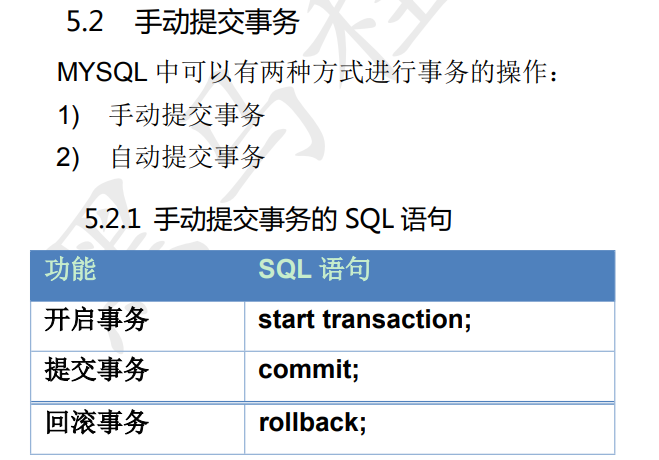 5.2 手动提交事务
MYSQL 中可以有两种方式进行事务的操作：
1) 手动提交事务
2) 自动提交事务
5.2.1 手动提交事务的 SQL 语句
功能 SQL 语句
开启事务 start transaction;
提交事务 commit;
回滚事务 rollback;
黑马程